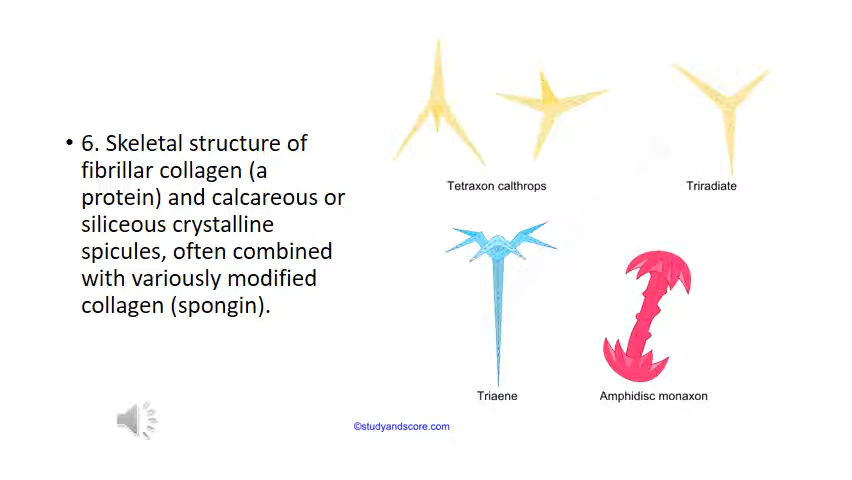 • 6. Skeletal structure of
fibrillar collagen (a
protein) and calcareous or
siliceous crystalline
spicules, often combined
with variously modified
collagen (spongin).
Tetraxon calthrops
Triradiate
Triaene
Amphidisc monaxon
©studyandscore.com